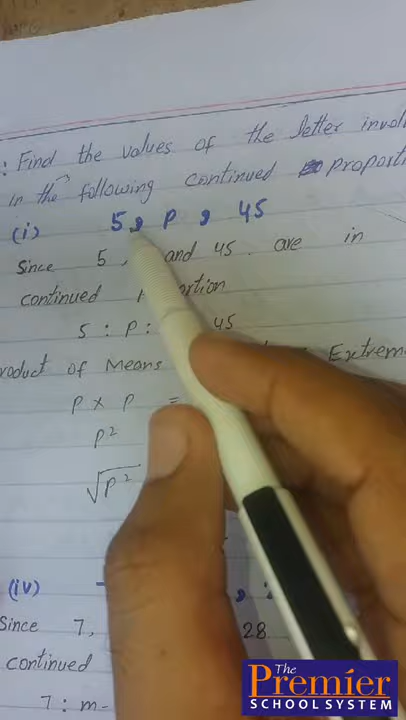 : Find the values of the letter invol
in the following continued proporti
(i) 5, P, 45
Since 5, and 45 are in
continued
5 : P : 45
roduct of Means Extrem
P × P =
P²
√P²
(iv)
Since 7, 28
continued
7 : m-
The
Premier
SCHOOL SYSTEM